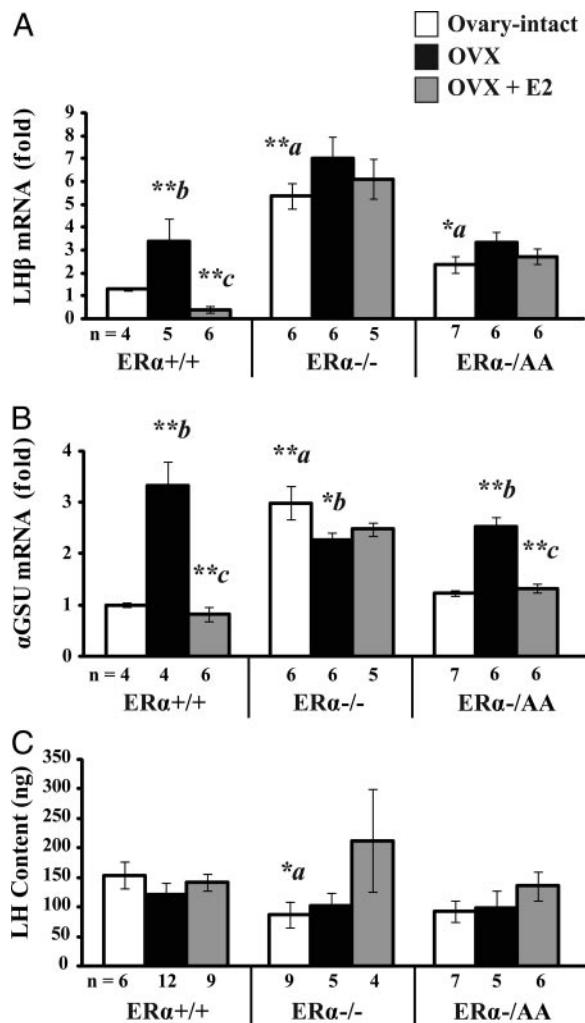 A
Ovary-intact
OVX
OVX + E2
LHβ mRNA (fold)
9
8
7
6
5
4
3
2
1
0
**b
**c
**a
*a
n = 4 5 6 6 6 5 7 6 6
ERα+/+ ERα-/- ERα-/AA
B
αGSU mRNA (fold)
4
3
2
1
0
**b
**c
**a
*b
**b
**c
n = 4 4 6 6 6 5 7 6 6
ERα+/+ ERα-/- ERα-/AA
C
LH Content (ng)
350
300
250
200
150
100
50
0
*a
n = 6 12 9 9 5 4 7 5 6
ERα+/+ ERα-/- ERα-/AA